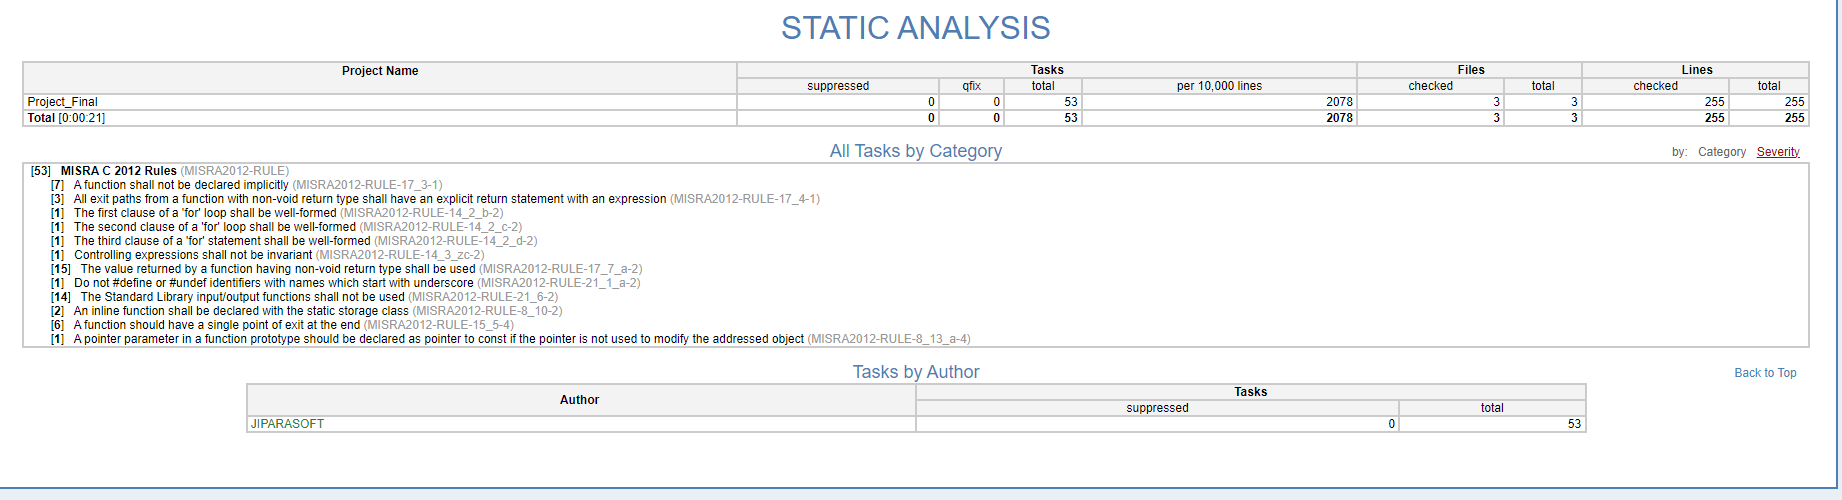 STATIC ANALYSIS
Project Name Tasks Files Lines
suppressed qfix total per 10,000 lines checked total checked total
Project_Final 0 0 53 2078 3 3 255 255
Total [0:00:21] 0 0 53 2078 3 3 255 255
All Tasks by Category by: Category Severity
[53] MISRA C 2012 Rules (MISRA2012-RULE)
[7] A function shall not be declared implicitly (MISRA2012-RULE-17_3-1)
[3] All exit paths from a function with non-void return type shall have an explicit return statement with an expression (MISRA2012-RULE-17_4-1)
[1] The first clause of a 'for' loop shall be well-formed (MISRA2012-RULE-14_2_b-2)
[1] The second clause of a 'for' loop shall be well-formed (MISRA2012-RULE-14_2_c-2)
[1] The third clause of a 'for' statement shall be well-formed (MISRA2012-RULE-14_2_d-2)
[1] Controlling expressions shall not be invariant (MISRA2012-RULE-14_3_zc-2)
[15] The value returned by a function having non-void return type shall be used (MISRA2012-RULE-17_7_a-2)
[1] Do not #define or #undef identifiers with names which start with underscore (MISRA2012-RULE-21_1_a-2)
[14] The Standard Library input/output functions shall not be used (MISRA2012-RULE-21_6-2)
[2] An inline function shall be declared with the static storage class (MISRA2012-RULE-8_10-2)
[6] A function should have a single point of exit at the end (MISRA2012-RULE-15_5-4)
[1] A pointer parameter in a function prototype should be declared as pointer to const if the pointer is not used to modify the addressed object (MISRA2012-RULE-8_13_a-4)
Tasks by Author Back to Top
Author Tasks
suppressed total
JIPARASOFT 0 53